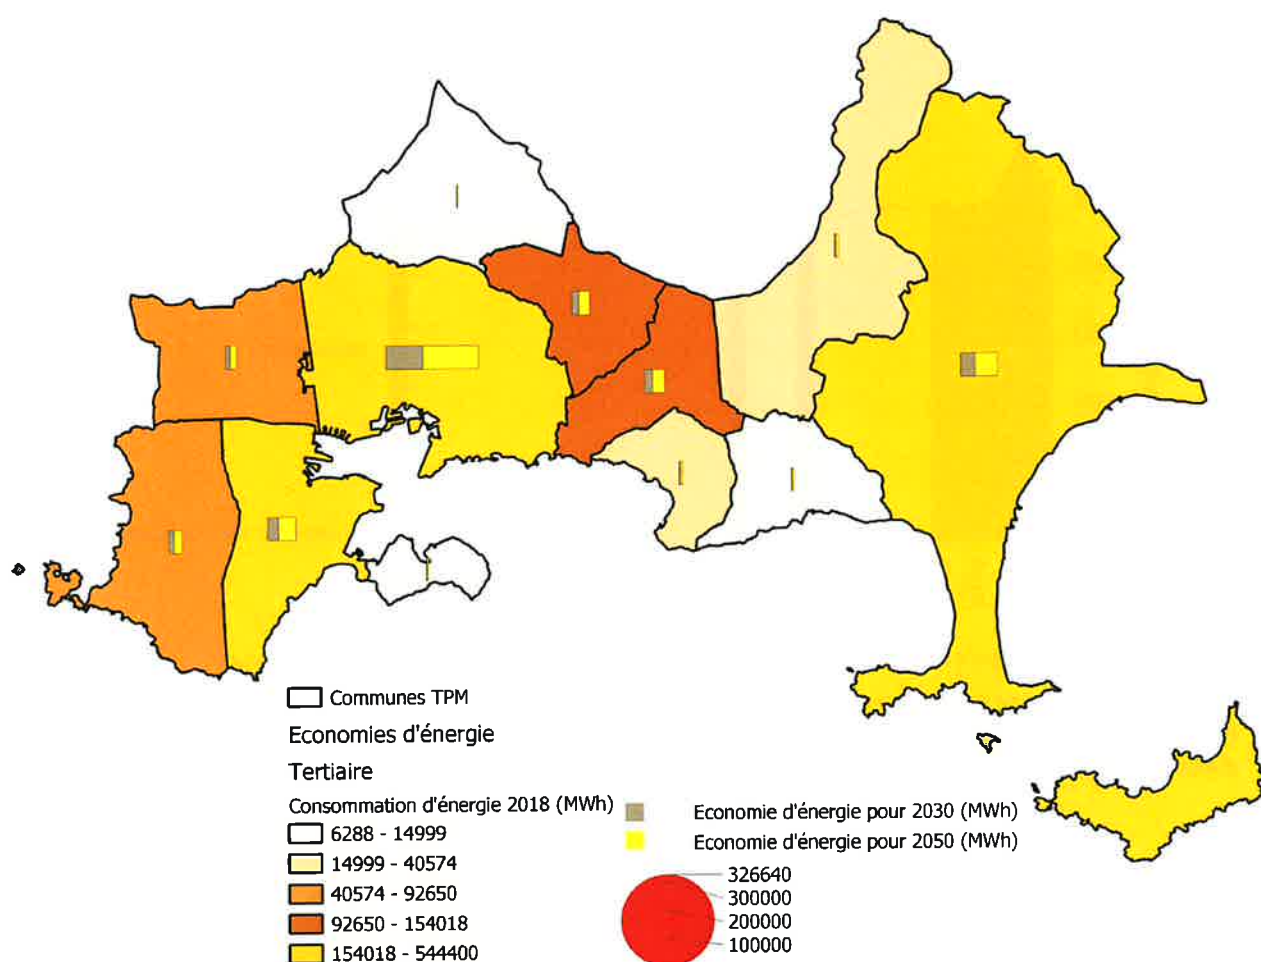 Communes TPM
Economies d'énergie
Tertiaire
Consommation d'énergie 2018 (MWh)
6288 - 14999
14999 - 40574
40574 - 92650
92650 - 154018
154018 - 544400
Economie d'énergie pour 2030 (MWh)
Economie d'énergie pour 2050 (MWh)
326640
300000
200000
100000